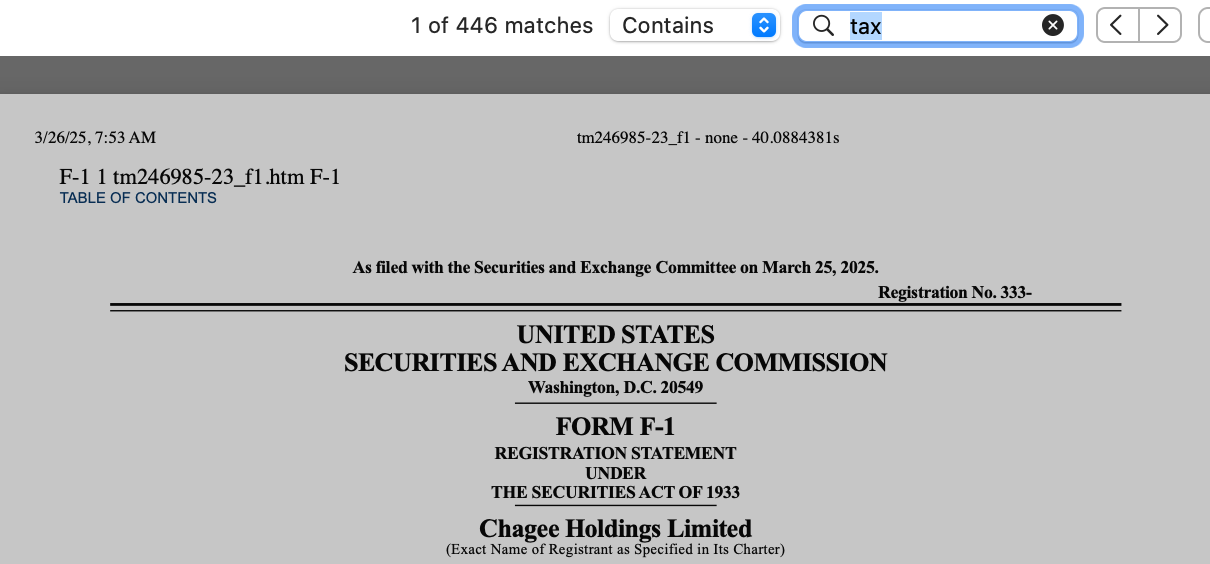 1 of 446 matches Contains tax
3/26/25, 7:53 AM tm246985-23_f1 - none - 40.0884381s
F-1 1 tm246985-23_f1.htm F-1
TABLE OF CONTENTS
As filed with the Securities and Exchange Committee on March 25, 2025.
Registration No. 333-
UNITED STATES
SECURITIES AND EXCHANGE COMMISSION
Washington, D.C. 20549
FORM F-1
REGISTRATION STATEMENT
UNDER
THE SECURITIES ACT OF 1933
Chagee Holdings Limited
(Exact Name of Registrant as Specified in Its Charter)